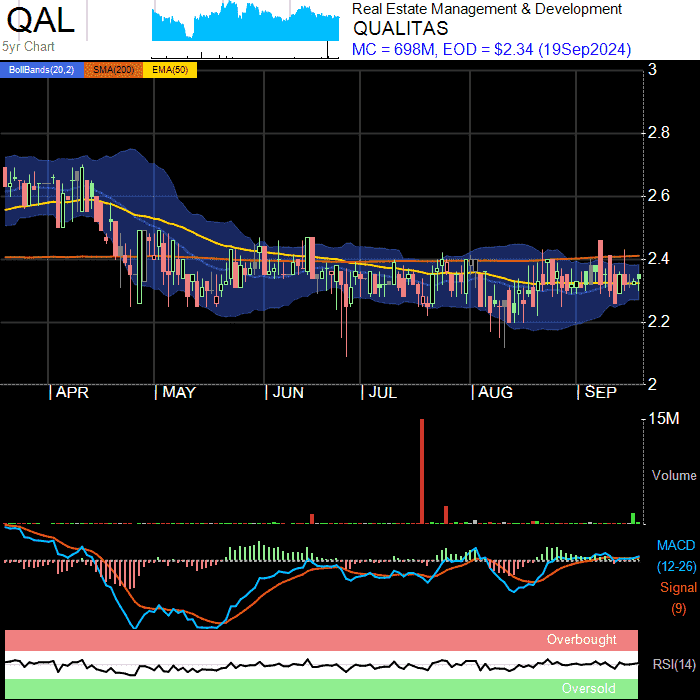 QAL
5yr Chart
Real Estate Management & Development
QUALITAS
MC = 698M, EOD = $2.34 (19Sep2024)
BollBands(20,2) SMA(200) EMA(50)
3
2.8
2.6
2.4
2.2
2
APR MAY JUN JUL AUG SEP
15M
Volume
MACD
(12-26)
Signal
(9)
Overbought
RSI(14)
Oversold